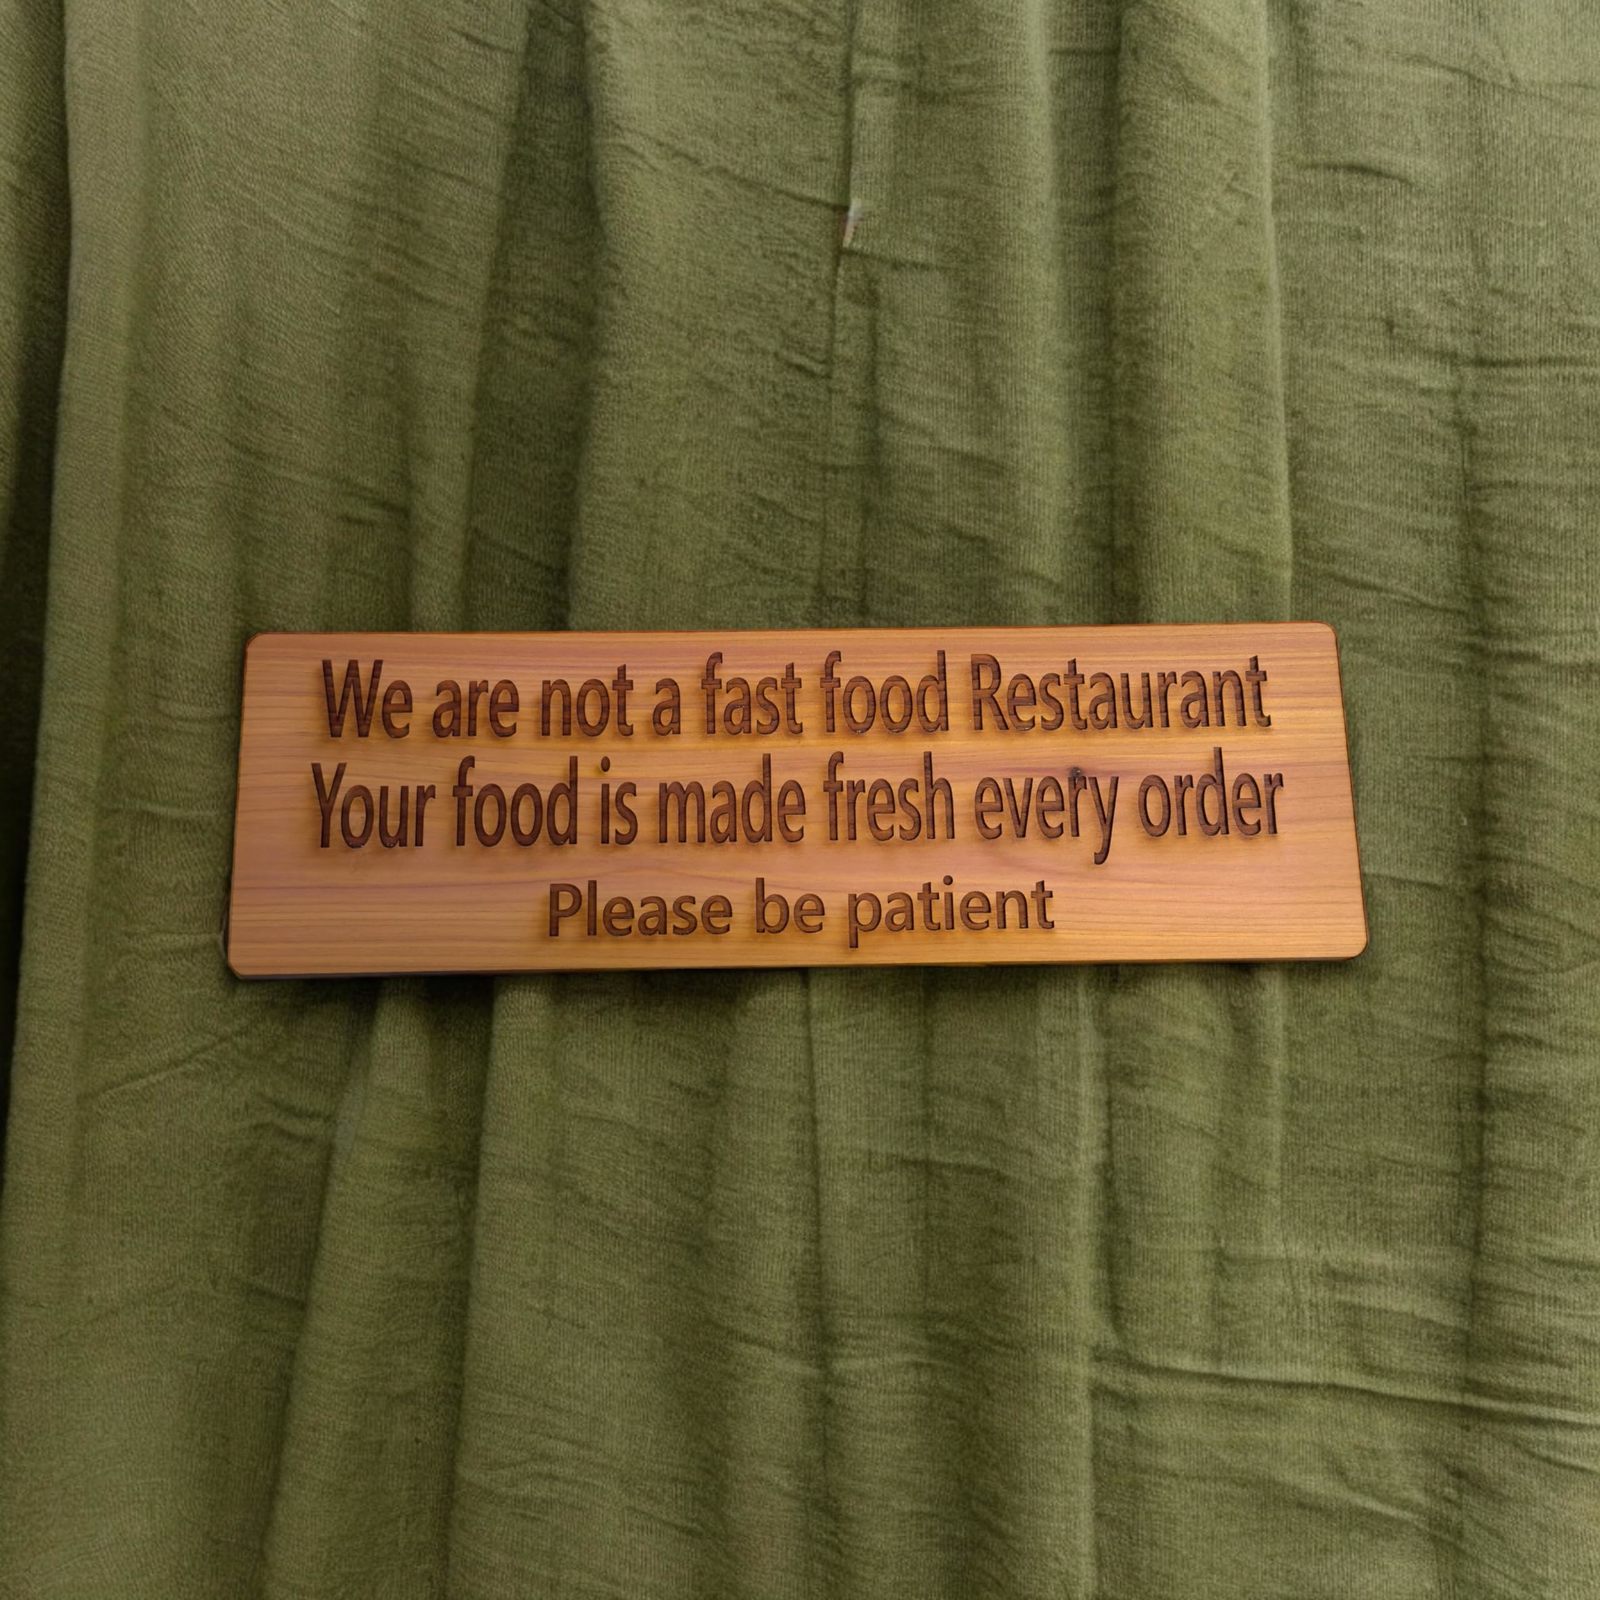 We are not a fast food Restaurant
Your food is made fresh every order
Please be patient